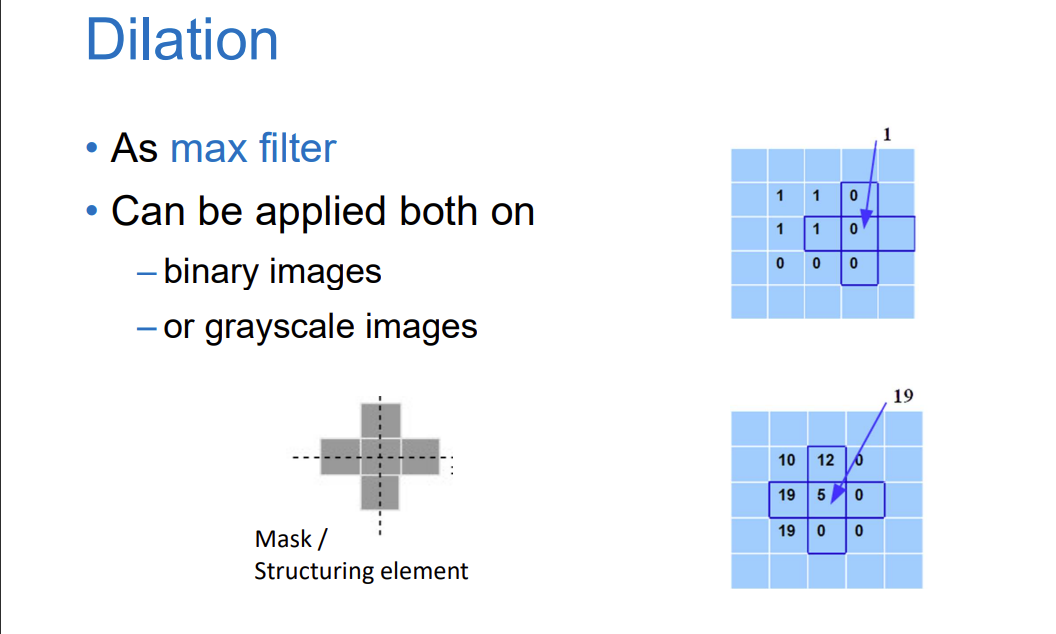 Dilation
• As max filter
• Can be applied both on
– binary images
– or grayscale images
Mask /
Structuring element
1
1 1 0
1 1 0
0 0 0
19
10 12 0
19 5 0
19 0 0